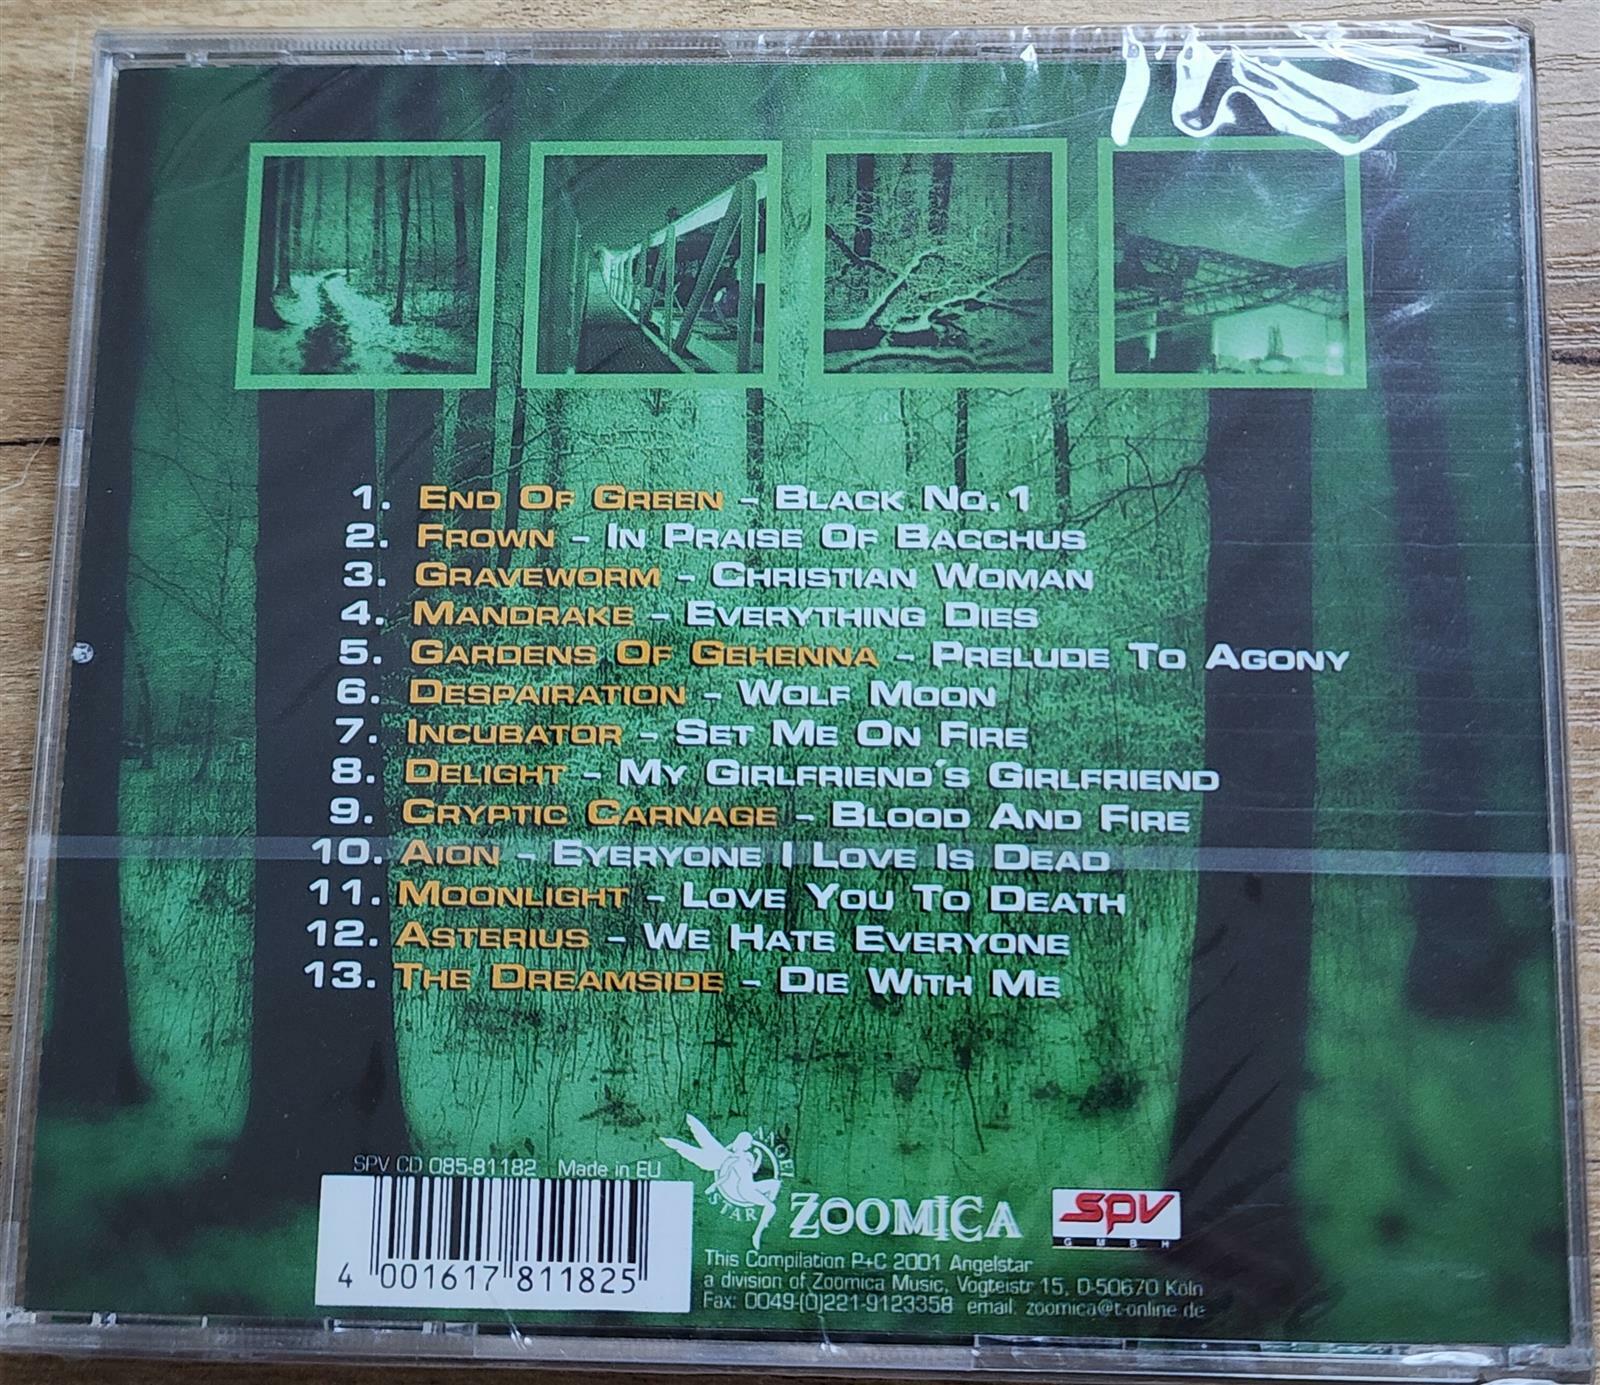 1. END OF GREEN - BLACK NO. 1
2. FROWN - IN PRAISE OF BACCHUS
3. GRAVEWORM - CHRISTIAN WOMAN
4. MANDRAKE - EVERYTHING DIES
5. GARDENS OF GEHENNA - PRELUDE TO AGONY
6. DESPAIRATION - WOLF MOON
7. INCUBATOR - SET ME ON FIRE
8. DELIGHT - MY GIRLFRIEND´S GIRLFRIEND
9. CRYPTIC CARNAGE - BLOOD AND FIRE
10. AION - EVERYONE I LOVE IS DEAD
11. MOONLIGHT - LOVE YOU TO DEATH
12. ASTERIUS - WE HATE EVERYONE
13. THE DREAMSIDE - DIE WITH ME
SPV CD 085-81182 Made in EU
4 001617 811825
ANGEL STAR
ZOOMICA
SPV
GMBH
This Compilation P+C 2001 Angelstar
a division of Zoomica Music, Vogteistr 15, D-50670 Köln
Fax: 0049-(0)221-9123358 email: zoomica@t-online.de